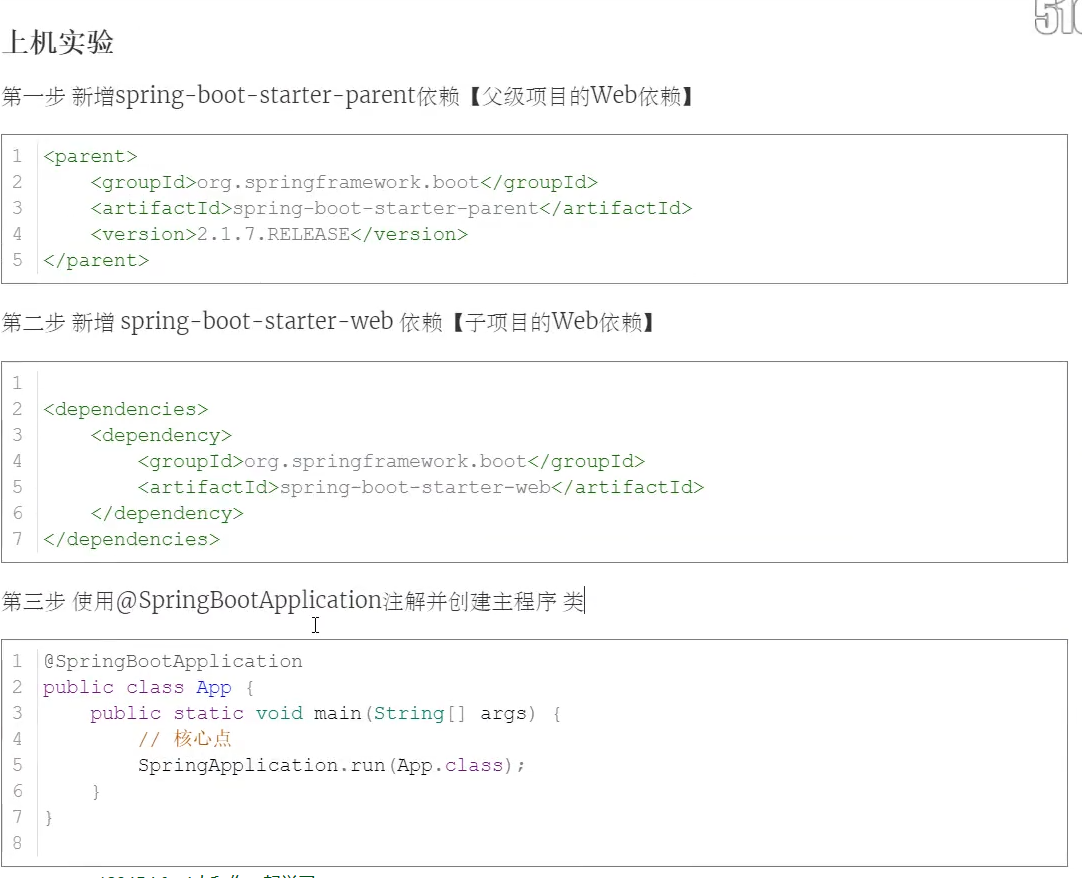 上机实验
第一步 新增spring-boot-starter-parent依赖【父级项目的Web依赖】
1 <parent>
2     <groupId>org.springframework.boot</groupId>
3     <artifactId>spring-boot-starter-parent</artifactId>
4     <version>2.1.7.RELEASE</version>
5 </parent>
第二步 新增 spring-boot-starter-web 依赖【子项目的Web依赖】
1
2 <dependencies>
3     <dependency>
4         <groupId>org.springframework.boot</groupId>
5         <artifactId>spring-boot-starter-web</artifactId>
6     </dependency>
7 </dependencies>
第三步 使用@SpringBootApplication注解并创建主程序 类
1 @SpringBootApplication
2 public class App {
3     public static void main(String[] args) {
4         // 核心点
5         SpringApplication.run(App.class);
6     }
7 }
8